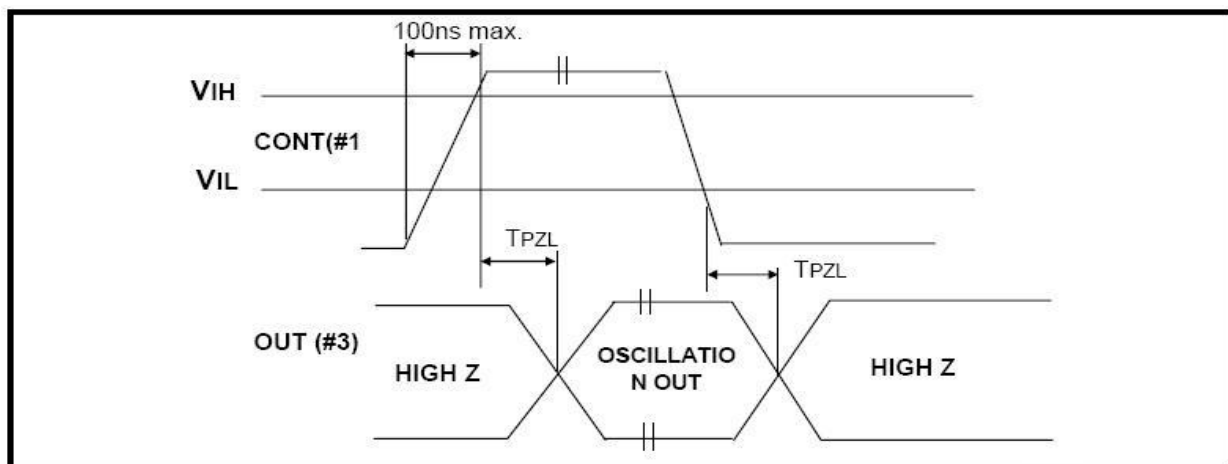 100ns max.
VIH
CONT(#1
VIL
TPZL
TPZL
OUT (#3)
HIGH Z
OSCILLATIO
N OUT
HIGH Z